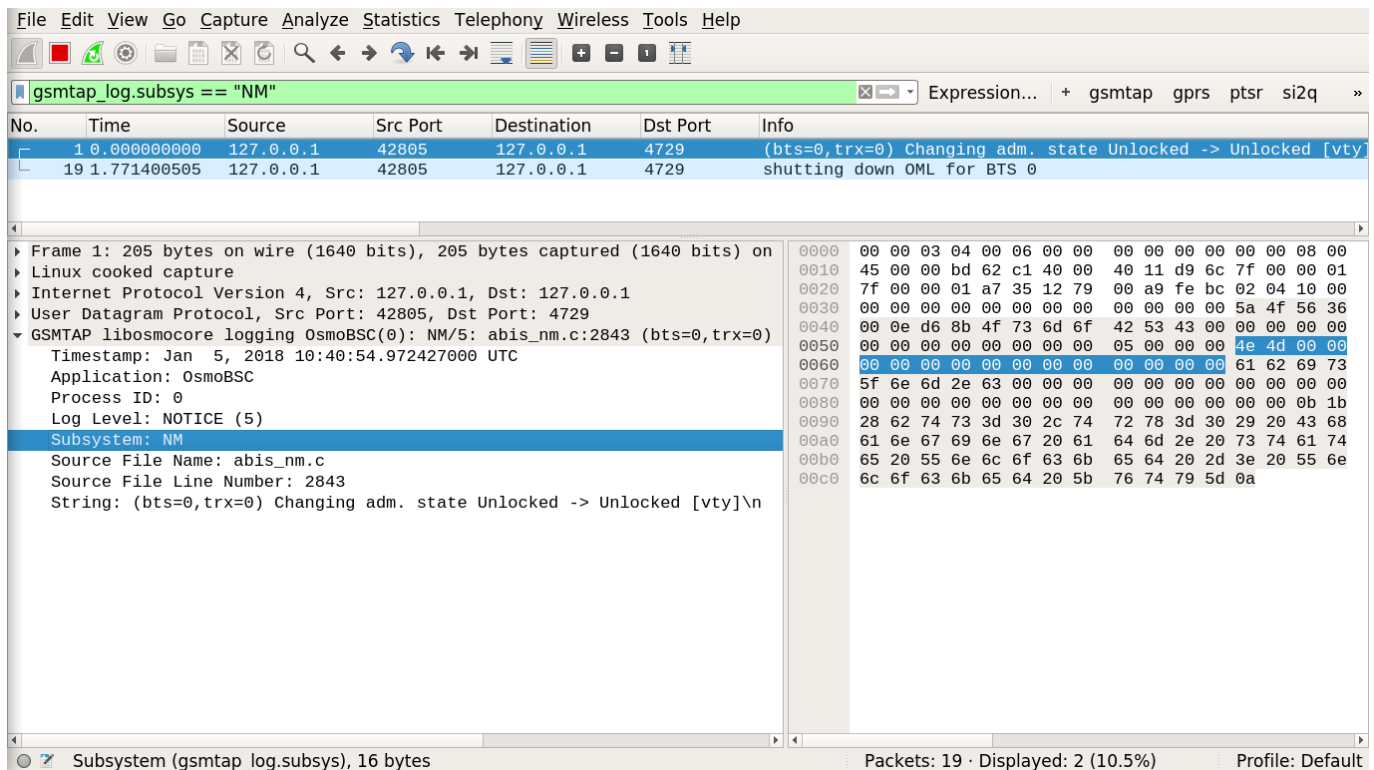 File Edit View Go Capture Analyze Statistics Telephony Wireless Tools Help
gsmtap_log.subsys == "NM" Expression… + gsmtap gprs ptsr si2q »
No. Time Source Src Port Destination Dst Port Info
1 0.000000000 127.0.0.1 42805 127.0.0.1 4729 (bts=0,trx=0) Changing adm. state Unlocked -> Unlocked [vty]
19 1.771400505 127.0.0.1 42805 127.0.0.1 4729 shutting down OML for BTS 0
Frame 1: 205 bytes on wire (1640 bits), 205 bytes captured (1640 bits) on
Linux cooked capture
Internet Protocol Version 4, Src: 127.0.0.1, Dst: 127.0.0.1
User Datagram Protocol, Src Port: 42805, Dst Port: 4729
GSMTAP libosmocore logging OsmoBSC(0): NM/5: abis_nm.c:2843 (bts=0,trx=0)
Timestamp: Jan  5, 2018 10:40:54.972427000 UTC
Application: OsmoBSC
Process ID: 0
Log Level: NOTICE (5)
Subsystem: NM
Source File Name: abis_nm.c
Source File Line Number: 2843
String: (bts=0,trx=0) Changing adm. state Unlocked -> Unlocked [vty]\n
0000 00 00 03 04 00 06 00 00 00 00 00 00 00 00 08 00
0010 45 00 00 bd 62 c1 40 00 40 11 d9 6c 7f 00 00 01
0020 7f 00 00 01 a7 35 12 79 00 a9 fe bc 02 04 10 00
0030 00 00 00 00 00 00 00 00 00 00 00 00 5a 4f 56 36
0040 00 0e d6 8b 4f 73 6d 6f 42 53 43 00 00 00 00 00
0050 00 00 00 00 00 00 00 00 05 00 00 00 4e 4d 00 00
0060 00 00 00 00 00 00 00 00 00 00 00 00 61 62 69 73
0070 5f 6e 6d 2e 63 00 00 00 00 00 00 00 00 00 00 00
0080 00 00 00 00 00 00 00 00 00 00 00 00 00 00 0b 1b
0090 28 62 74 73 3d 30 2c 74 72 78 3d 30 29 20 43 68
00a0 61 6e 67 69 6e 67 20 61 64 6d 2e 20 73 74 61 74
00b0 65 20 55 6e 6c 6f 63 6b 65 64 20 2d 3e 20 55 6e
00c0 6c 6f 63 6b 65 64 20 5b 76 74 79 5d 0a
Subsystem (gsmtap_log.subsys), 16 bytes Packets: 19 · Displayed: 2 (10.5%) Profile: Default